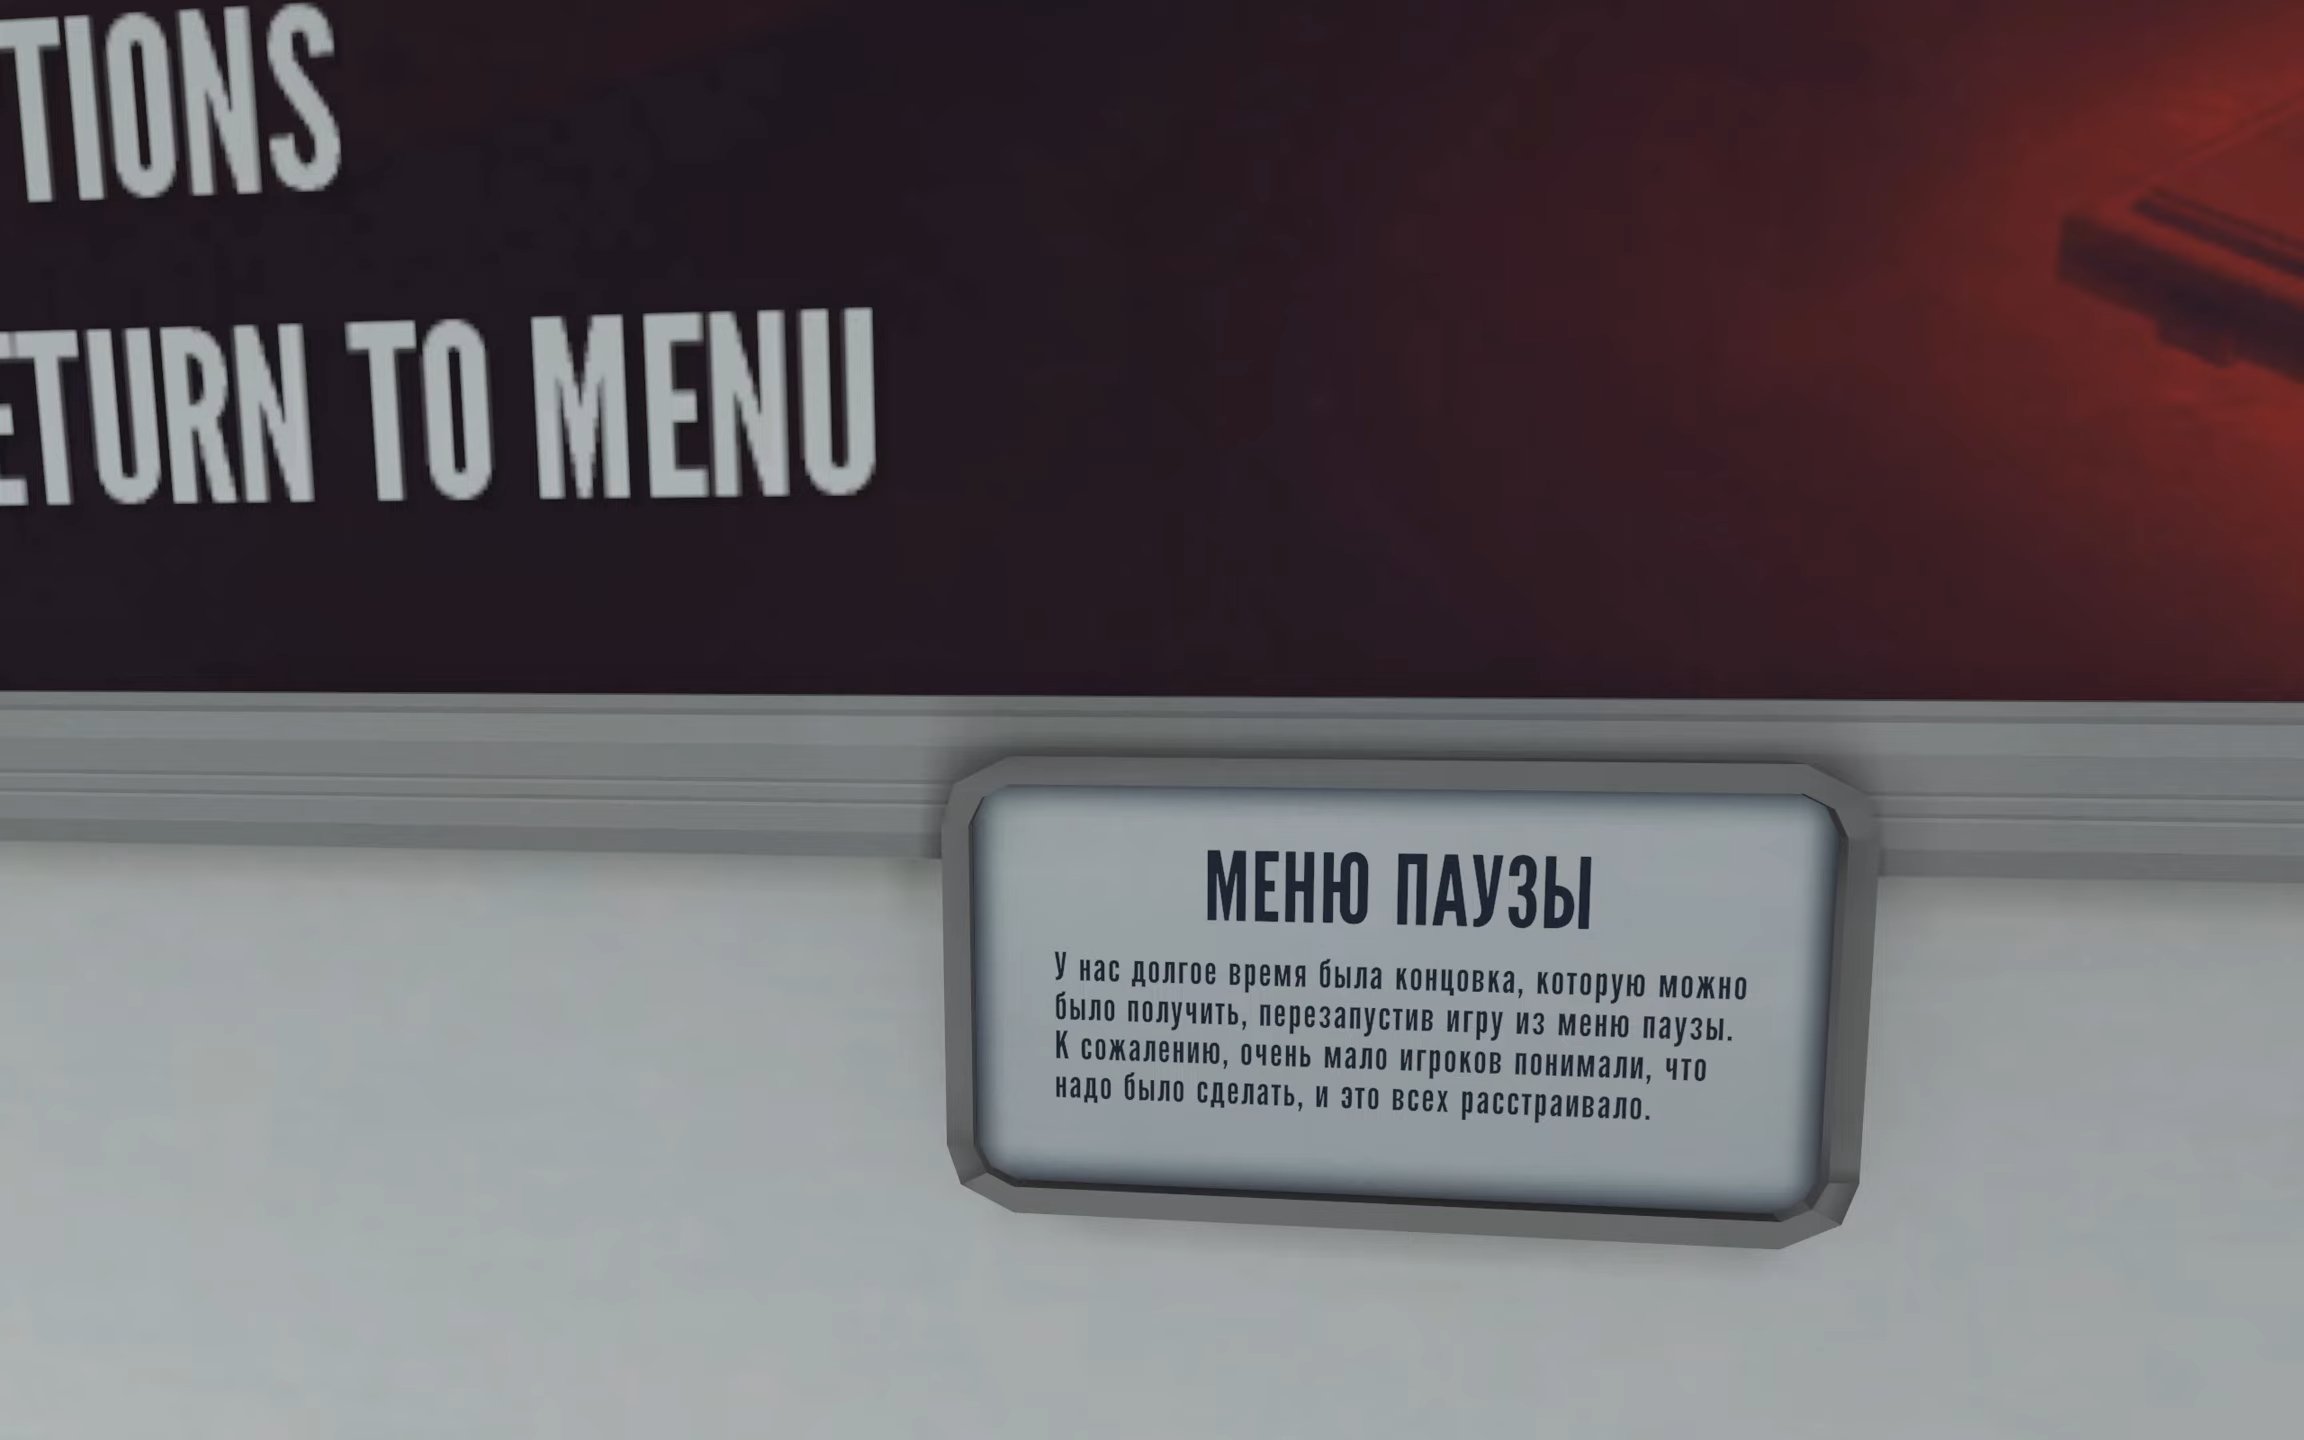 TIONS
ETURN TO MENU
МЕНЮ ПАУЗЫ
У нас долгое время была концовка, которую можно
было получить, перезапустив игру из меню паузы.
К сожалению, очень мало игроков понимали, что
надо было сделать, и это всех расстраивало.